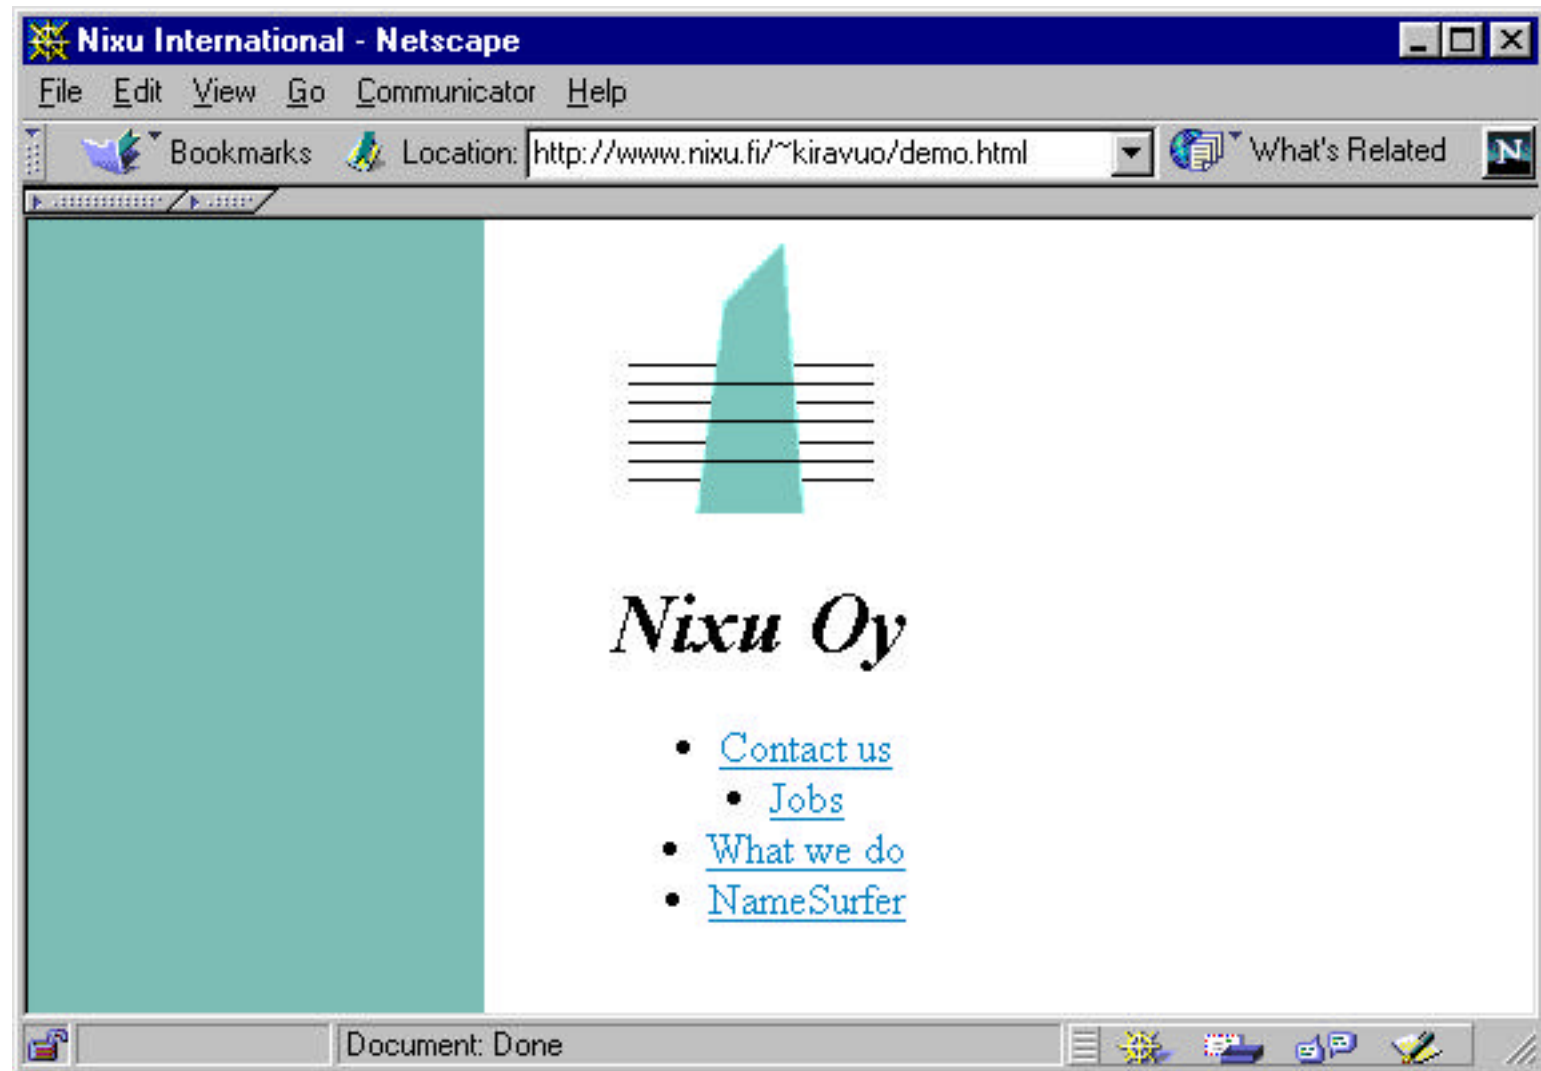 Nixu International - Netscape
File Edit View Go Communicator Help
Bookmarks Location: http://www.nixu.fi/~kiravuo/demo.html What's Related N
Nixu Oy
• Contact us
• Jobs
• What we do
• NameSurfer
Document: Done